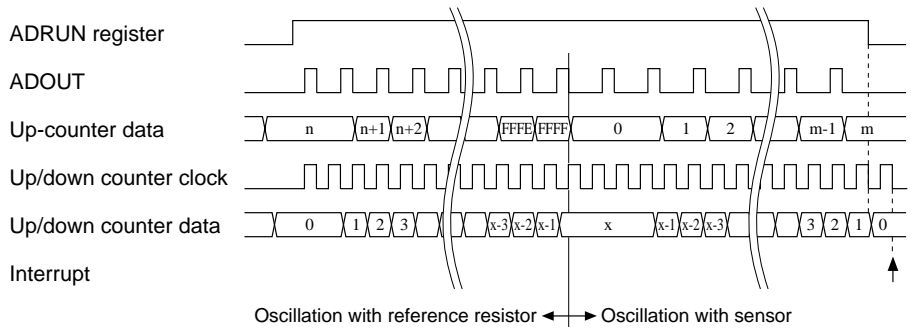 ADRUN register
ADOUT
Up-counter data n n+1 n+2 FFFE FFFF 0 1 2 m-1 m
Up/down counter clock
Up/down counter data 0 1 2 3 x-3 x-2 x-1 x x-1 x-2 x-3 3 2 1 0
Interrupt
Oscillation with reference resistor Oscillation with sensor